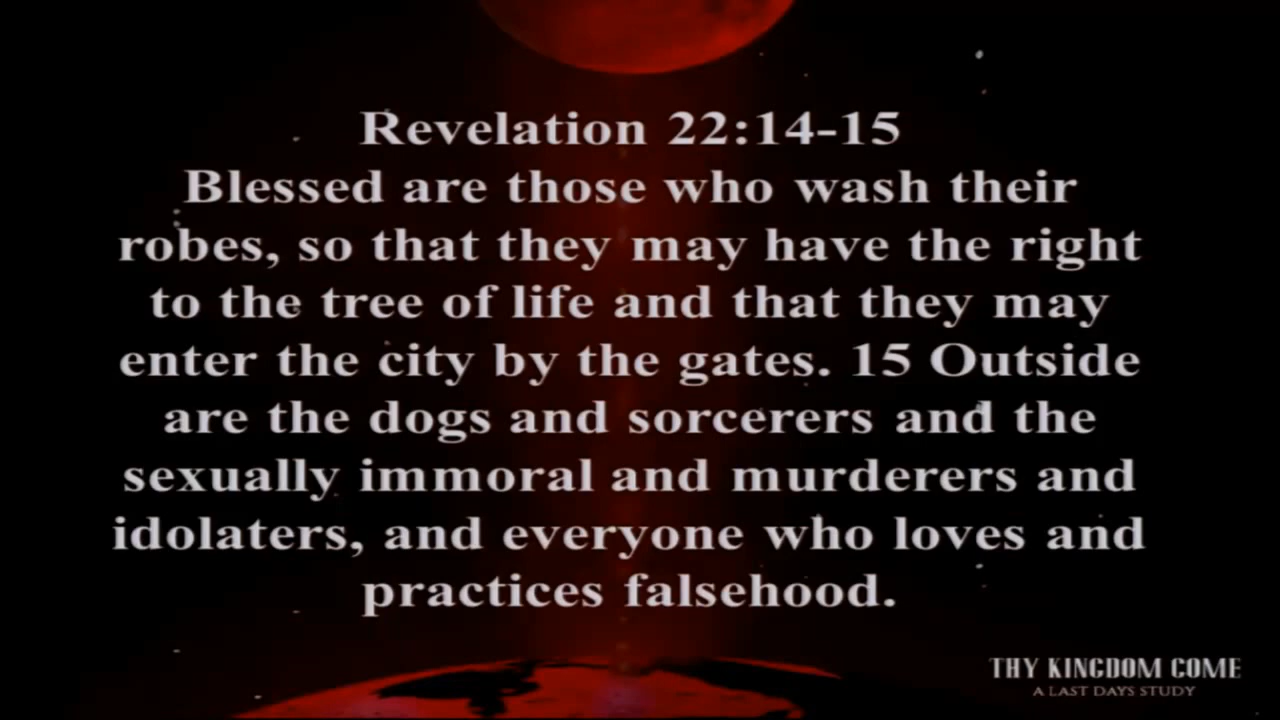 Revelation 22:14-15
Blessed are those who wash their
robes, so that they may have the right
to the tree of life and that they may
enter the city by the gates. 15 Outside
are the dogs and sorcerers and the
sexually immoral and murderers and
idolaters, and everyone who loves and
practices falsehood.
THY KINGDOM COME
A LAST DAYS STUDY